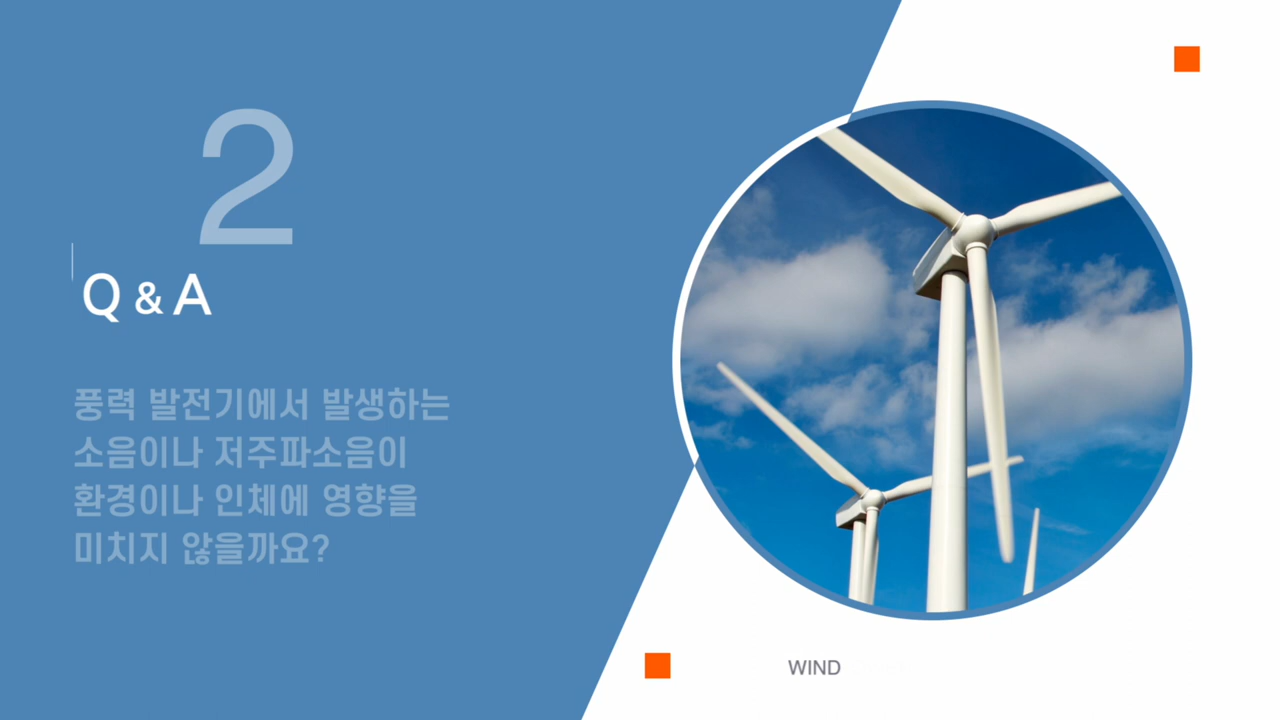 2
Q & A
풍력 발전기에서 발생하는
소음이나 저주파소음이
환경이나 인체에 영향을
미치지 않을까요?
WIND